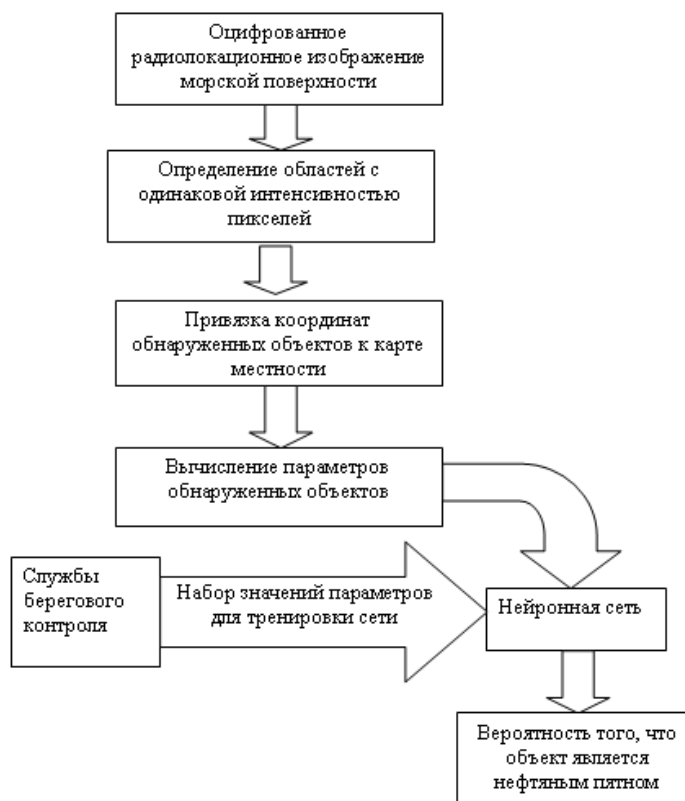 Оцифрованное
радиолокационное изображение
морской поверхности
Определение областей с
одинаковой интенсивностью
пикселей
Привязка координат
обнаруженных объектов к карте
местности
Вычисление параметров
обнаруженных объектов
Службы
берегового
контроля
Набор значений параметров
для тренировки сети
Нейронная сеть
Вероятность того, что
объект является
нефтяным пятном